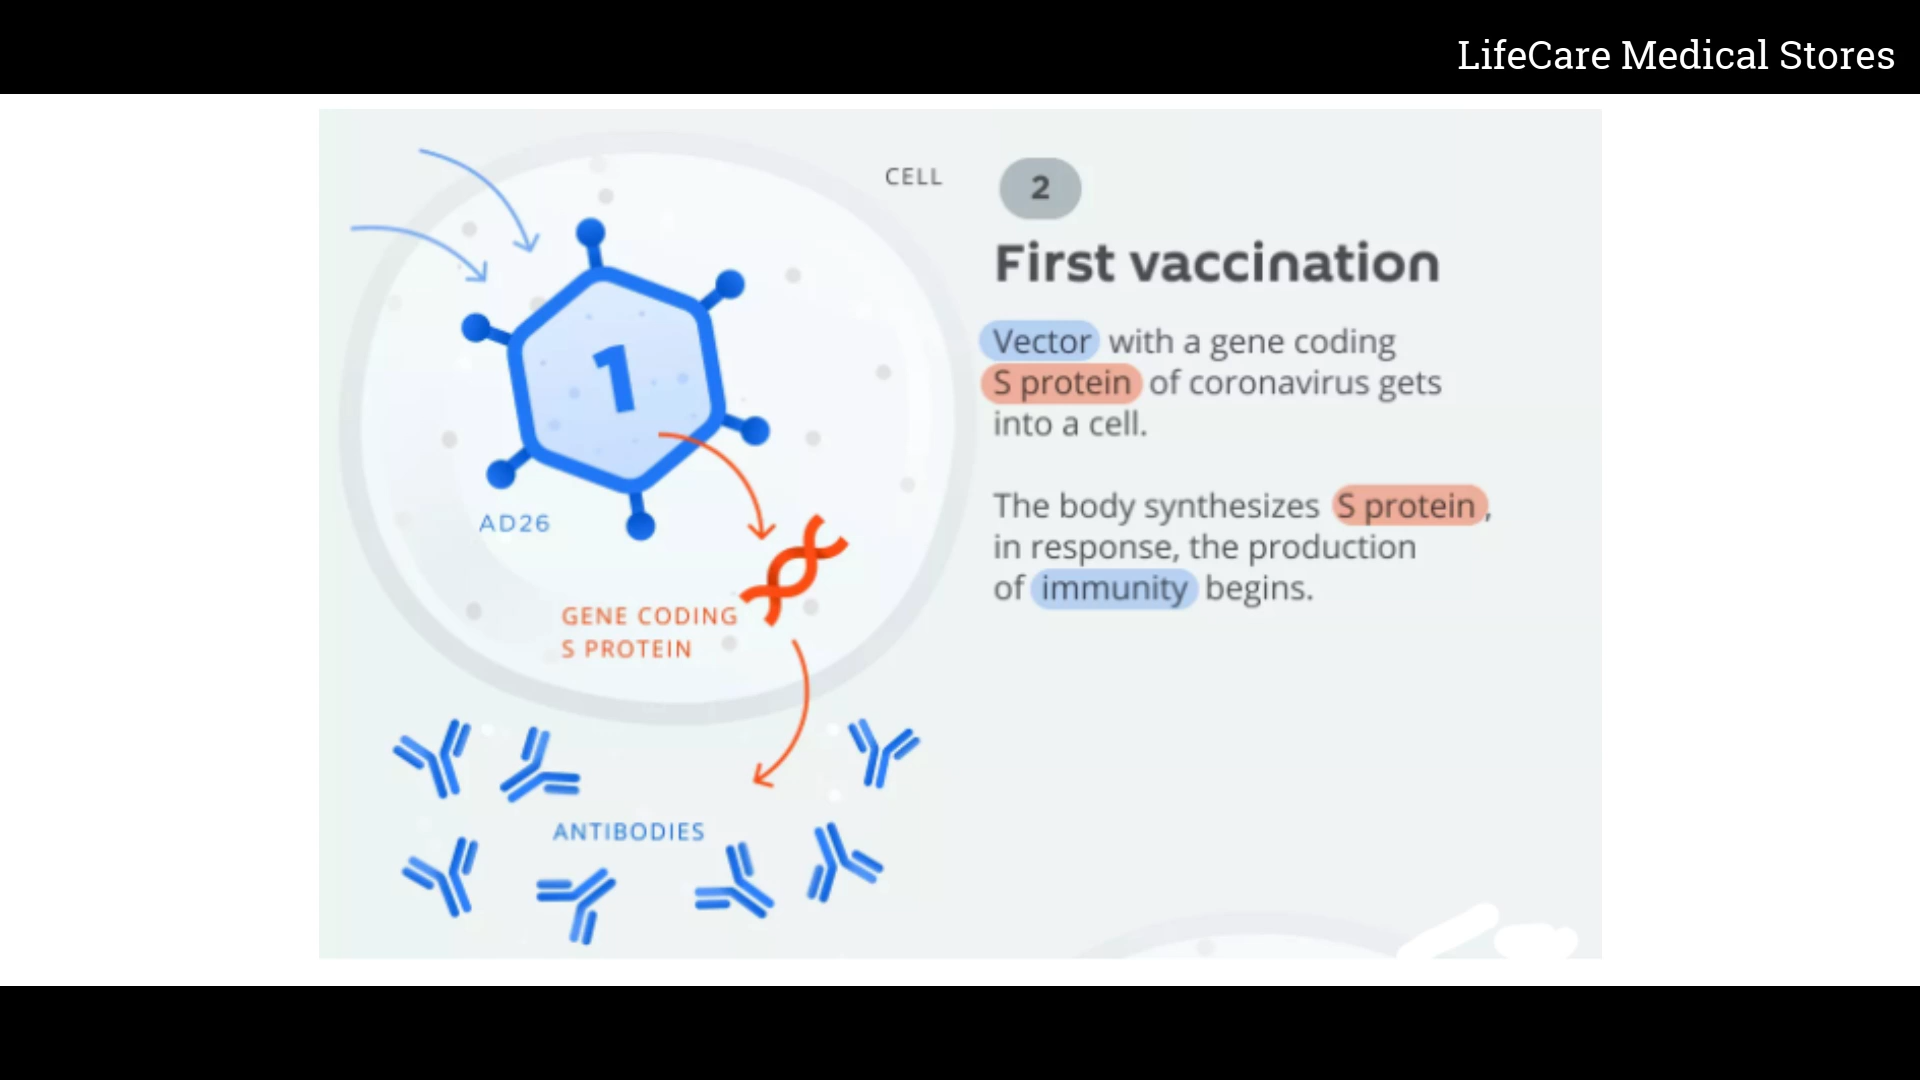 LifeCare Medical Stores
CELL
2
First vaccination
Vector with a gene coding
S protein of coronavirus gets
into a cell.
The body synthesizes S protein,
in response, the production
of immunity begins.
1
AD26
GENE CODING
S PROTEIN
ANTIBODIES